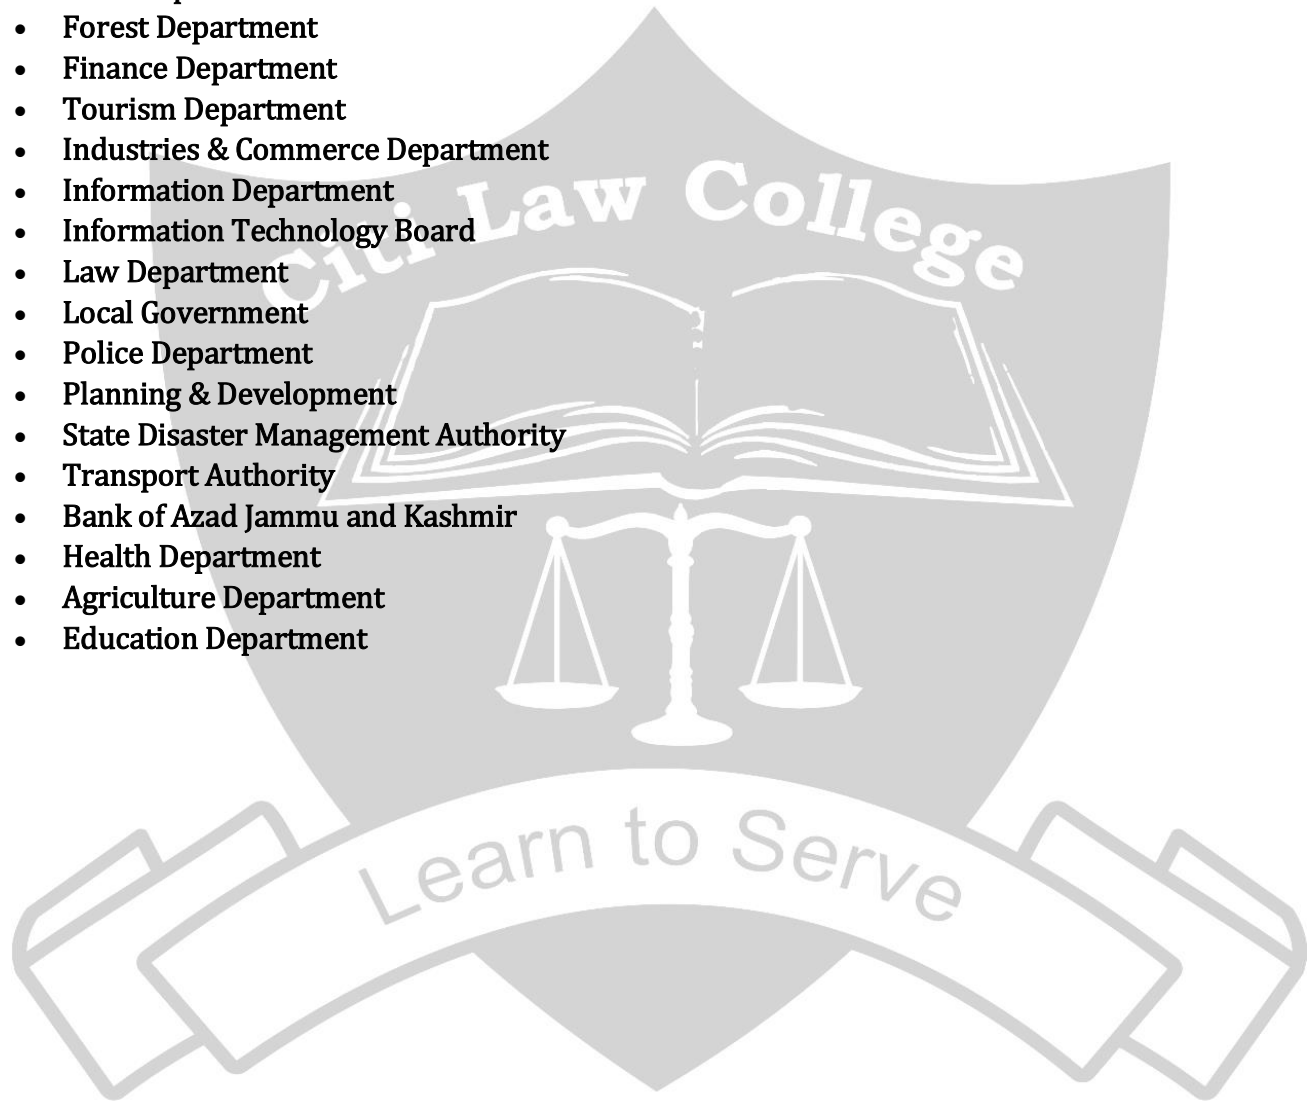 • Forest Department
• Finance Department
• Tourism Department
• Industries & Commerce Department
• Information Department
• Information Technology Board
• Law Department
• Local Government
• Police Department
• Planning & Development
• State Disaster Management Authority
• Transport Authority
• Bank of Azad Jammu and Kashmir
• Health Department
• Agriculture Department
• Education Department
Citi Law College
Learn to Serve